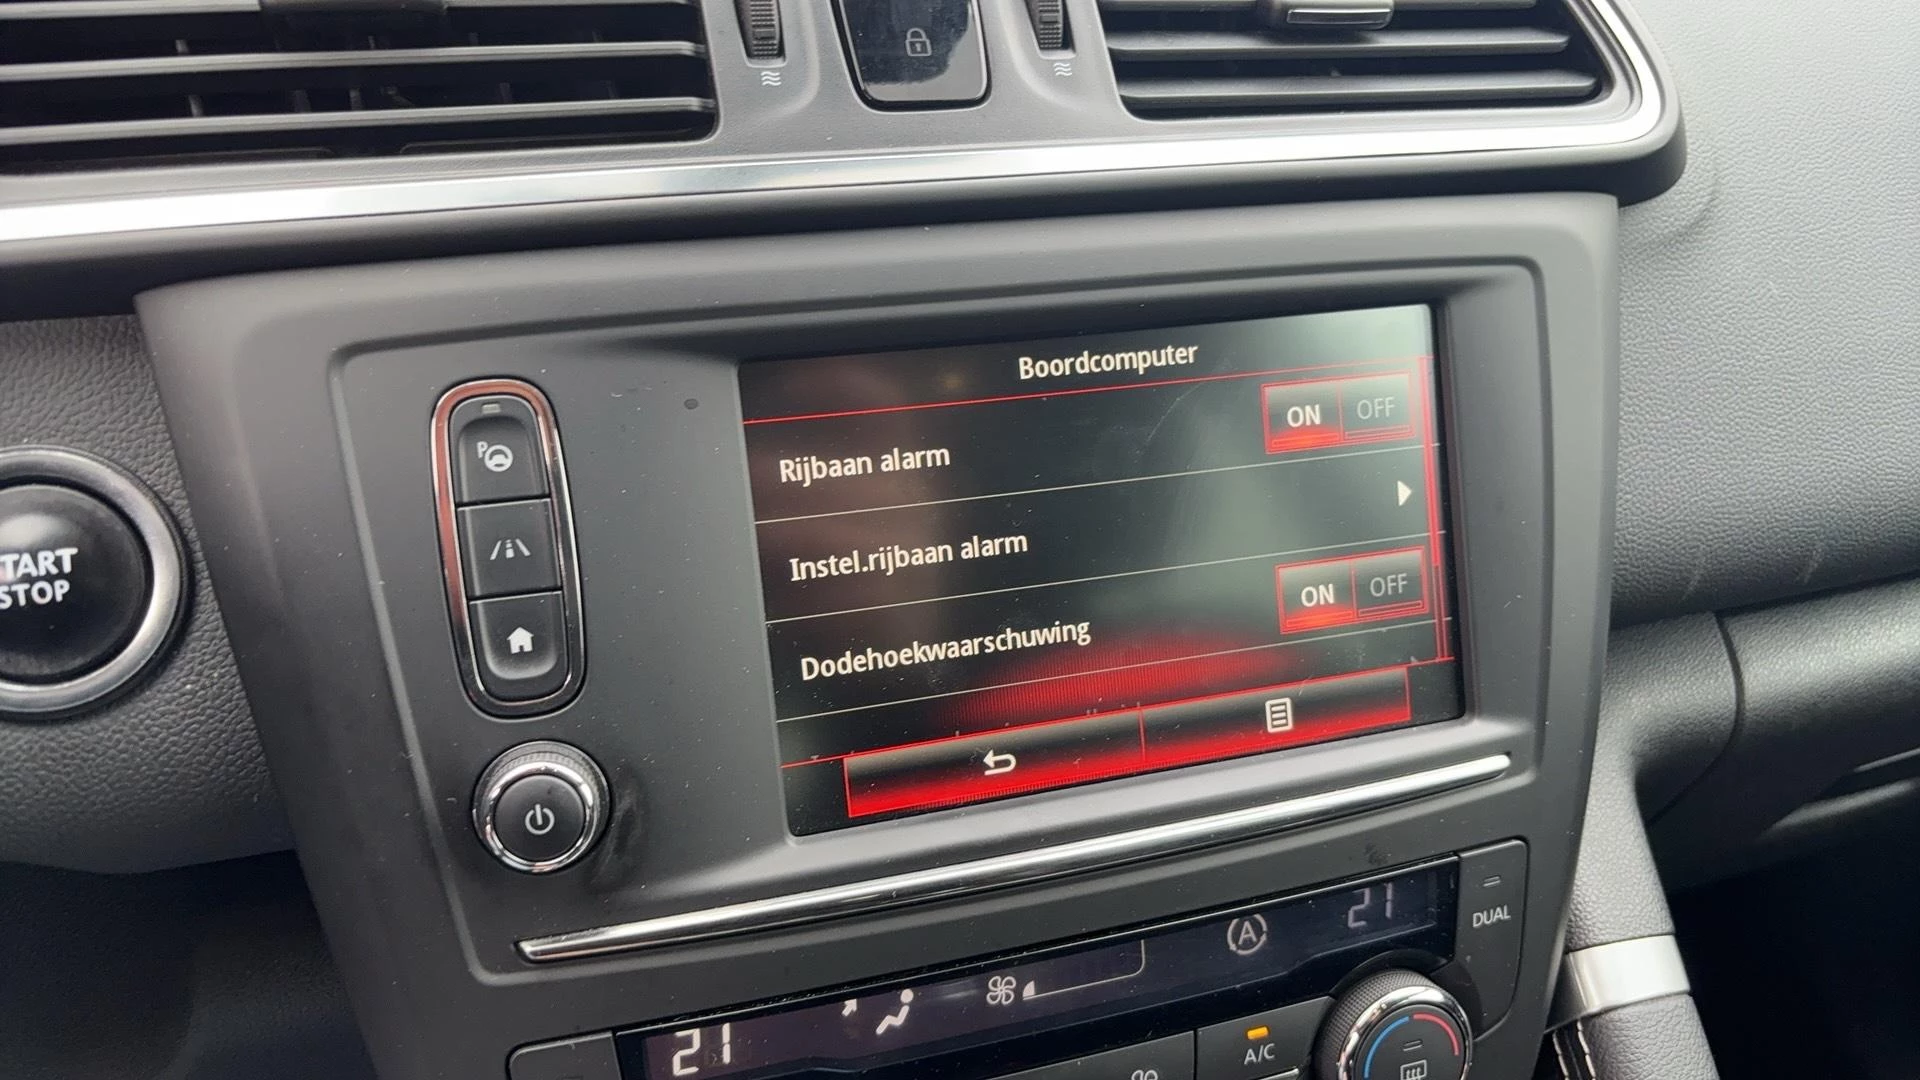 Boordcomputer
Rijbaan alarm
ON OFF
Instel.rijbaan alarm
Dodehoekwaarschuwing
ON OFF
P
START
STOP
21
21
A
DUAL
A/C